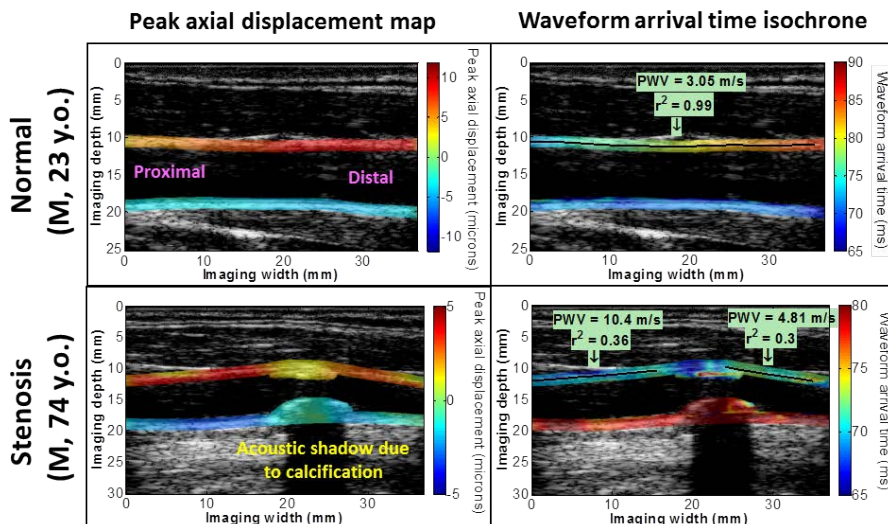 Peak axial displacement map
Waveform arrival time isochrone
Normal
(M, 23 y.o.)
0
5
10
15
20
25
Imaging depth (mm)
Proximal
Distal
0
10
20
30
Imaging width (mm)
10
5
0
-5
-10
Peak axial displacement (microns)
0
5
10
15
20
25
Imaging depth (mm)
PWV = 3.05 m/s
r² = 0.99
↓
0
10
20
30
Imaging width (mm)
90
85
80
75
70
65
Waveform arrival time (ms)
Stenosis
(M, 74 y.o.)
0
5
10
15
20
25
30
Imaging depth (mm)
Acoustic shadow due
to calcification
0
10
20
30
Imaging width (mm)
5
0
-5
Peak axial displacement (microns)
0
5
10
15
20
25
30
Imaging depth (mm)
PWV = 10.4 m/s
r² = 0.36
↓
PWV = 4.81 m/s
r² = 0.3
↓
0
10
20
30
Imaging width (mm)
80
75
70
65
Waveform arrival time (ms)